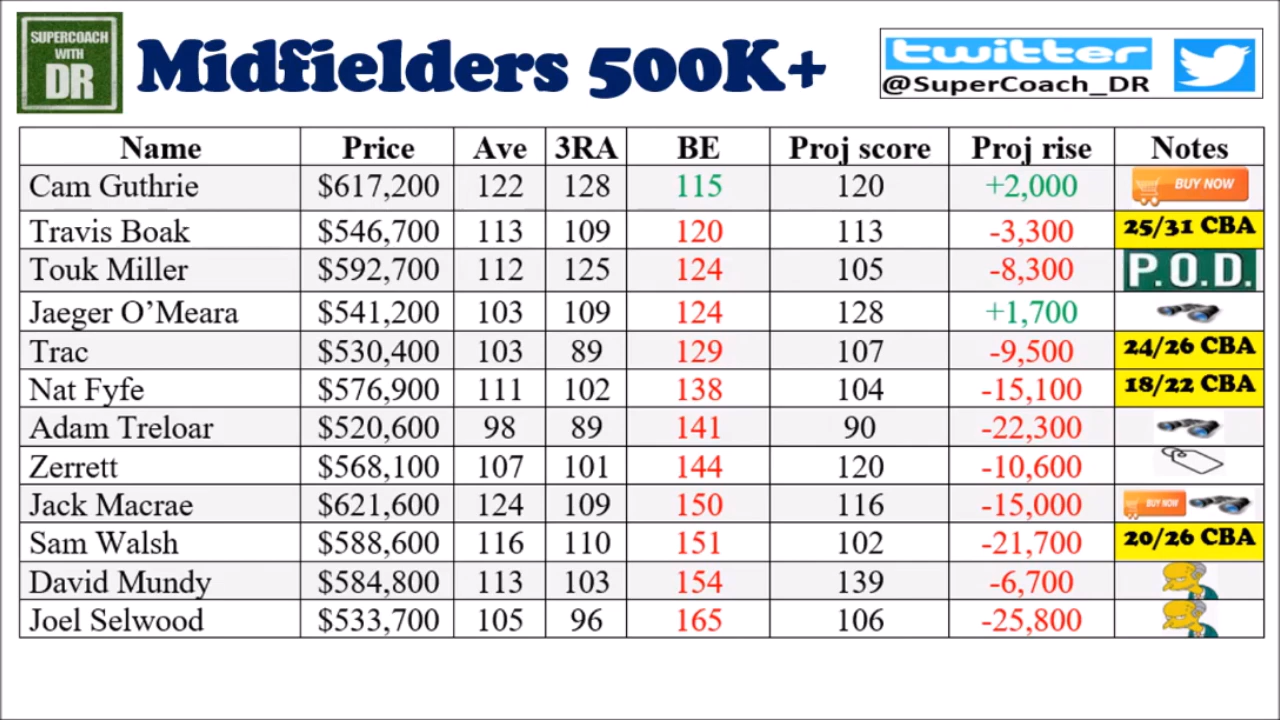 SUPERCOACH
WITH
DR
Midfielders 500K+
twitter
@SuperCoach_DR
Name Price Ave 3RA BE Proj score Proj rise Notes
Cam Guthrie $617,200 122 128 115 120 +2,000 BUY NOW
Travis Boak $546,700 113 109 120 113 -3,300 25/31 CBA
Touk Miller $592,700 112 125 124 105 -8,300 P.O.D.
Jaeger O’Meara $541,200 103 109 124 128 +1,700
Trac $530,400 103 89 129 107 -9,500 24/26 CBA
Nat Fyfe $576,900 111 102 138 104 -15,100 18/22 CBA
Adam Treloar $520,600 98 89 141 90 -22,300
Zerrett $568,100 107 101 144 120 -10,600
Jack Macrae $621,600 124 109 150 116 -15,000 BUY NOW
Sam Walsh $588,600 116 110 151 102 -21,700 20/26 CBA
David Mundy $584,800 113 103 154 139 -6,700
Joel Selwood $533,700 105 96 165 106 -25,800